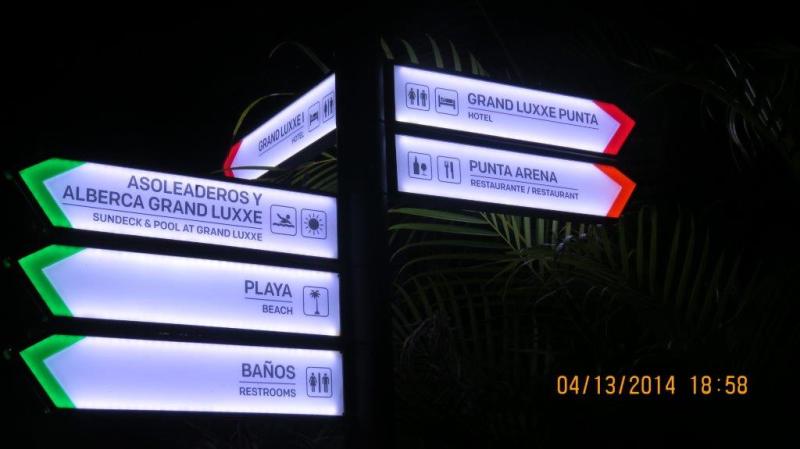 GRAND LUXXE I
HOTEL
GRAND LUXXE PUNTA
HOTEL
PUNTA ARENA
RESTAURANTE / RESTAURANT
ASOLEADEROS Y
ALBERCA GRAND LUXXE
SUNDECK & POOL AT GRAND LUXXE
PLAYA
BEACH
BAÑOS
RESTROOMS
04/13/2014 18:58